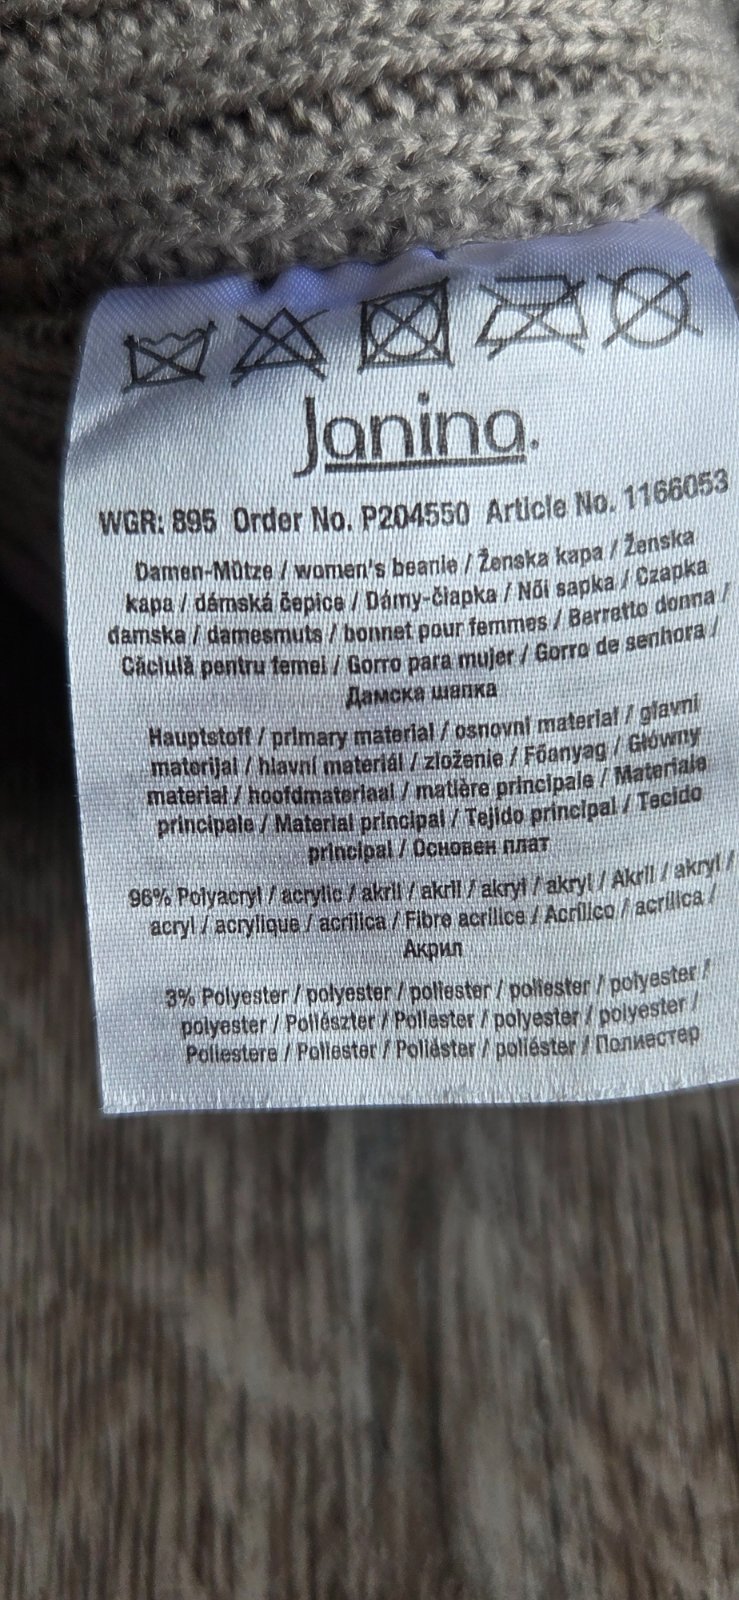 Janina.
WGR: 895 Order No. P204550 Article No. 1166053
Damen-Mütze / women's beanie / Ženska kapa / Ženska
kapa / dámská čepice / Dámy-čiapka / Női sapka / Czapka
damska / damesmuts / bonnet pour femmes / Berretto donna /
Căciulă pentru femei / Gorro para mujer / Gorro de senhora /
Дамска шапка
Hauptstoff / primary material / osnovni material / glavni
materijal / hlavní materiál / zloženie / Főanyag / Główny
material / hoofdmateriaal / matière principale / Materiale
principale / Material principal / Tejido principal / Tecido
principal / Основен плат
96% Polyacryl / acrylic / akril / akril / akryl / akryl / Akril / akryl /
acryl / acrylique / acrilica / Fibre acrilice / Acrílico / acrílica /
Акрил
3% Polyester / polyester / poliester / poliester / polyester /
polyester / Poliészter / Poliester / polyester / polyester /
Poliestere / Poliester / Poliéster / poliéster / Полиестер